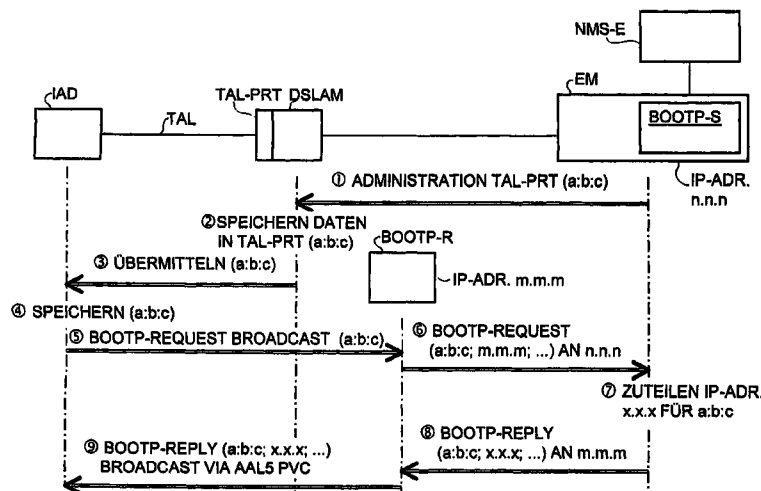 NMS-E
IAD
TAL-PRT DSLAM
EM
TAL
BOOTP-S
IP-ADR.
n.n.n
① ADMINISTRATION TAL-PRT (a:b:c)
② SPEICHERN DATEN
IN TAL-PRT (a:b:c)
BOOTP-R
③ ÜBERMITTELN (a:b:c)
IP-ADR. m.m.m
④ SPEICHERN (a:b:c)
⑤ BOOTP-REQUEST BROADCAST (a:b:c)
⑥ BOOTP-REQUEST
(a:b:c; m.m.m; ...) AN n.n.n
⑦ ZUTEILEN IP-ADR.
x.x.x FÜR a:b:c
⑧ BOOTP-REPLY
(a:b:c; x.x.x; ...) AN m.m.m
⑨ BOOTP-REPLY (a:b:c; x.x.x; ...)
BROADCAST VIA AAL5 PVC